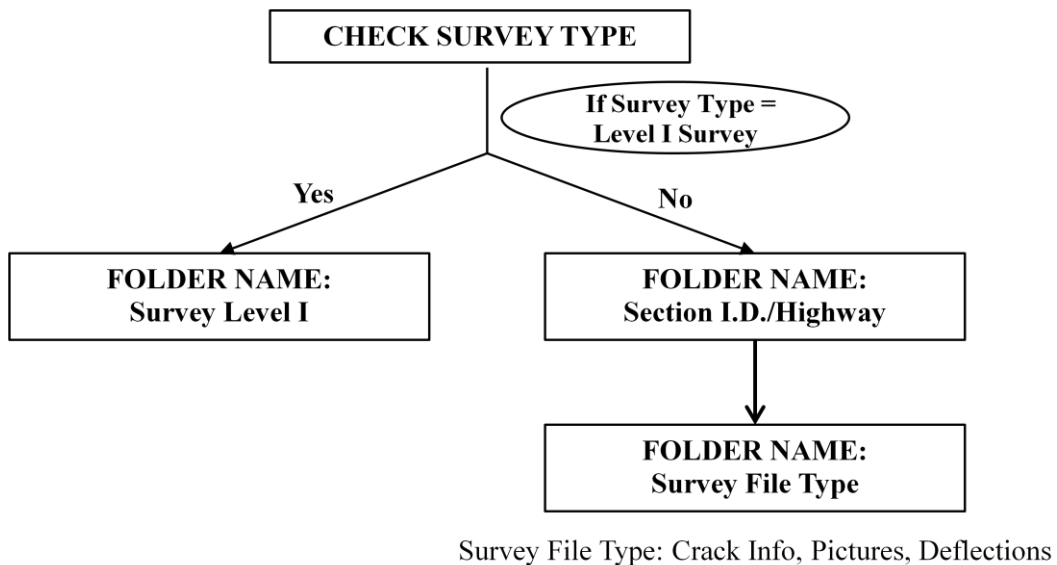 CHECK SURVEY TYPE
If Survey Type =
Level I Survey
Yes
No
FOLDER NAME:
Survey Level I
FOLDER NAME:
Section I.D./Highway
FOLDER NAME:
Survey File Type
Survey File Type: Crack Info, Pictures, Deflections